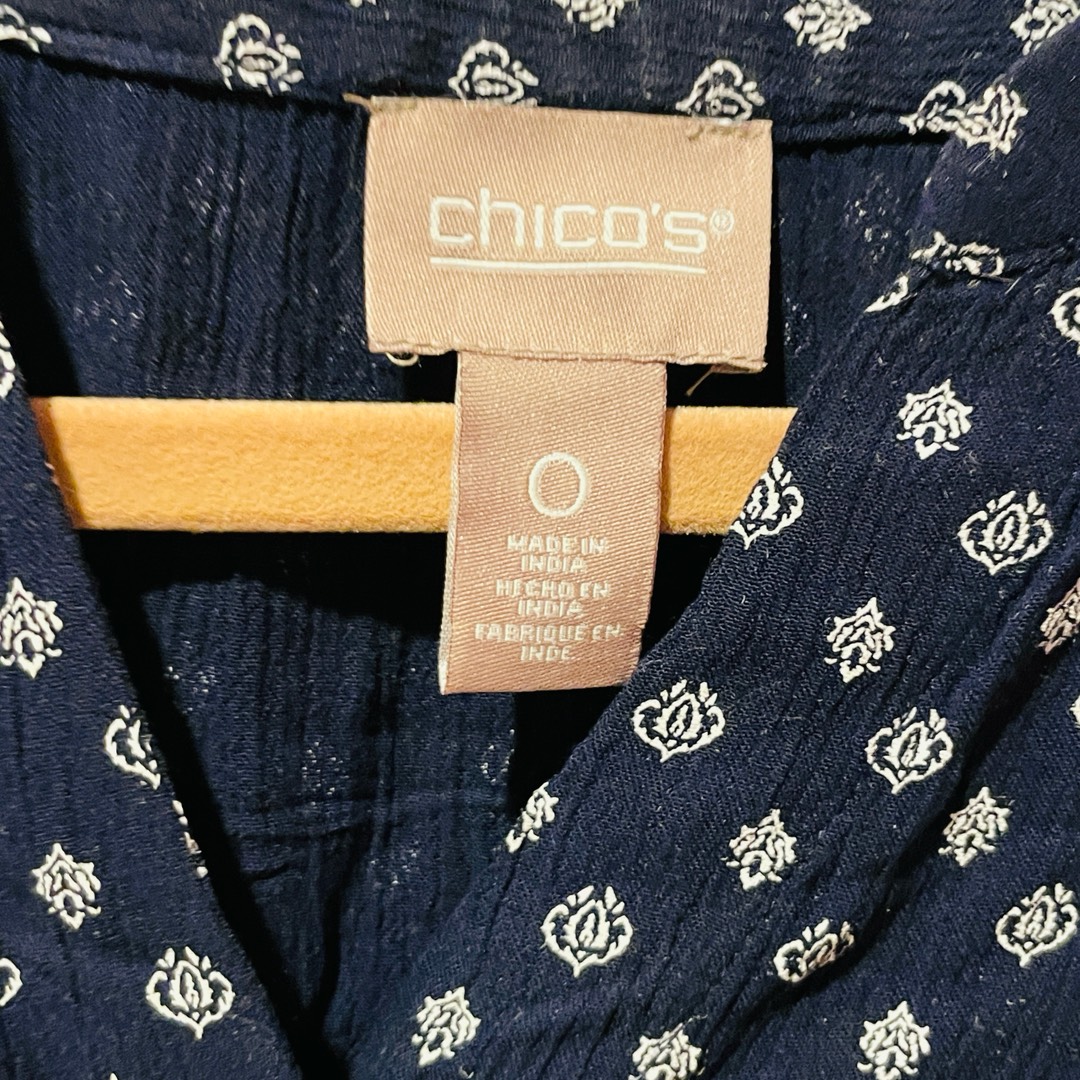 chico's®
0
MADE IN
INDIA
HECHO EN
INDIA
FABRIQUE EN
INDE